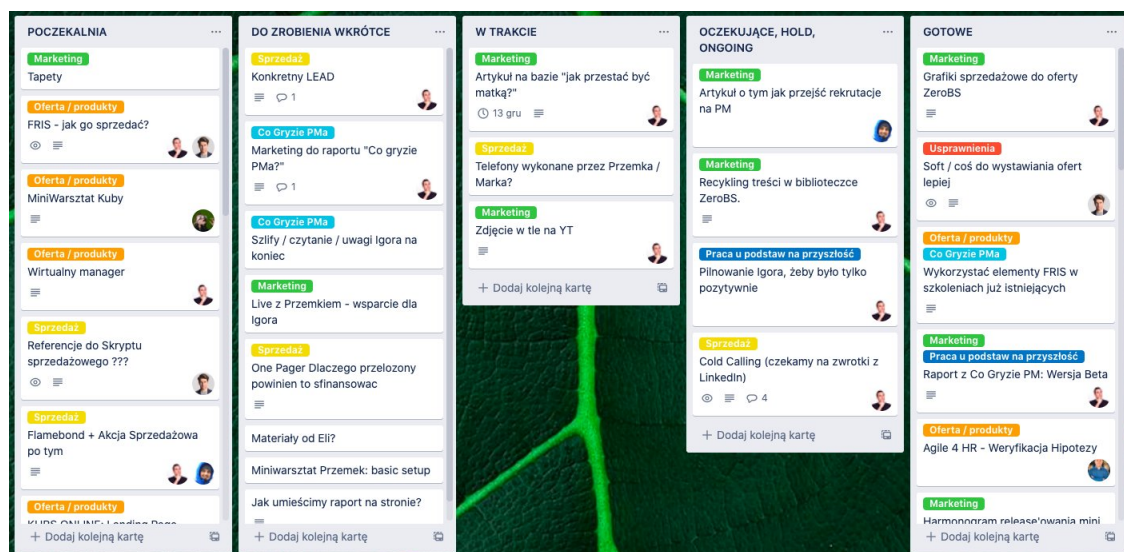 POCZEKALNIA
Marketing
Tapety
Oferta / produkty
FRIS - jak go sprzedać?
Oferta / produkty
MiniWarsztat Kuby
Oferta / produkty
Wirtualny manager
Sprzedaż
Referencje do Skryptu
sprzedażowego ???
Sprzedaż
Flamebond + Akcja Sprzedażowa
po tym
Oferta / produkty
KURS ONLINE: Landing Page
+ Dodaj kolejną kartę
DO ZROBIENIA WKRÓTCE
Sprzedaż
Konkretny LEAD
1
Co Gryzie PMa
Marketing do raportu "Co gryzie
PMa?"
1
Co Gryzie PMa
Szlify / czytanie / uwagi Igora na
koniec
Marketing
Live z Przemkiem - wsparcie dla
Igora
Sprzedaż
One Pager Dlaczego przelozony
powinien to sfinansowac
Materiały od Eli?
Miniwarsztat Przemek: basic setup
Jak umieścimy raport na stronie?
+ Dodaj kolejną kartę
W TRAKCIE
Marketing
Artykuł na bazie "jak przestać być
matką?"
13 gru
Sprzedaż
Telefony wykonane przez Przemka /
Marka?
Marketing
Zdjęcie w tle na YT
+ Dodaj kolejną kartę
OCZEKUJĄCE, HOLD,
ONGOING
Marketing
Artykuł o tym jak przejść rekrutacje
na PM
Marketing
Recykling treści w biblioteczce
ZeroBS.
Praca u podstaw na przyszłość
Pilnowanie Igora, żeby było tylko
pozytywnie
Sprzedaż
Cold Calling (czekamy na zwrotki z
LinkedIn)
4
+ Dodaj kolejną kartę
GOTOWE
Marketing
Grafiki sprzedażowe do oferty
ZeroBS
Usprawnienia
Soft / coś do wystawiania ofert
lepiej
Oferta / produkty
Co Gryzie PMa
Wykorzystać elementy FRIS w
szkoleniach już istniejących
Marketing
Praca u podstaw na przyszłość
Raport z Co Gryzie PM: Wersja Beta
Oferta / produkty
Agile 4 HR - Weryfikacja Hipotezy
Marketing
Harmonogram release'owania mini
+ Dodaj kolejną kartę